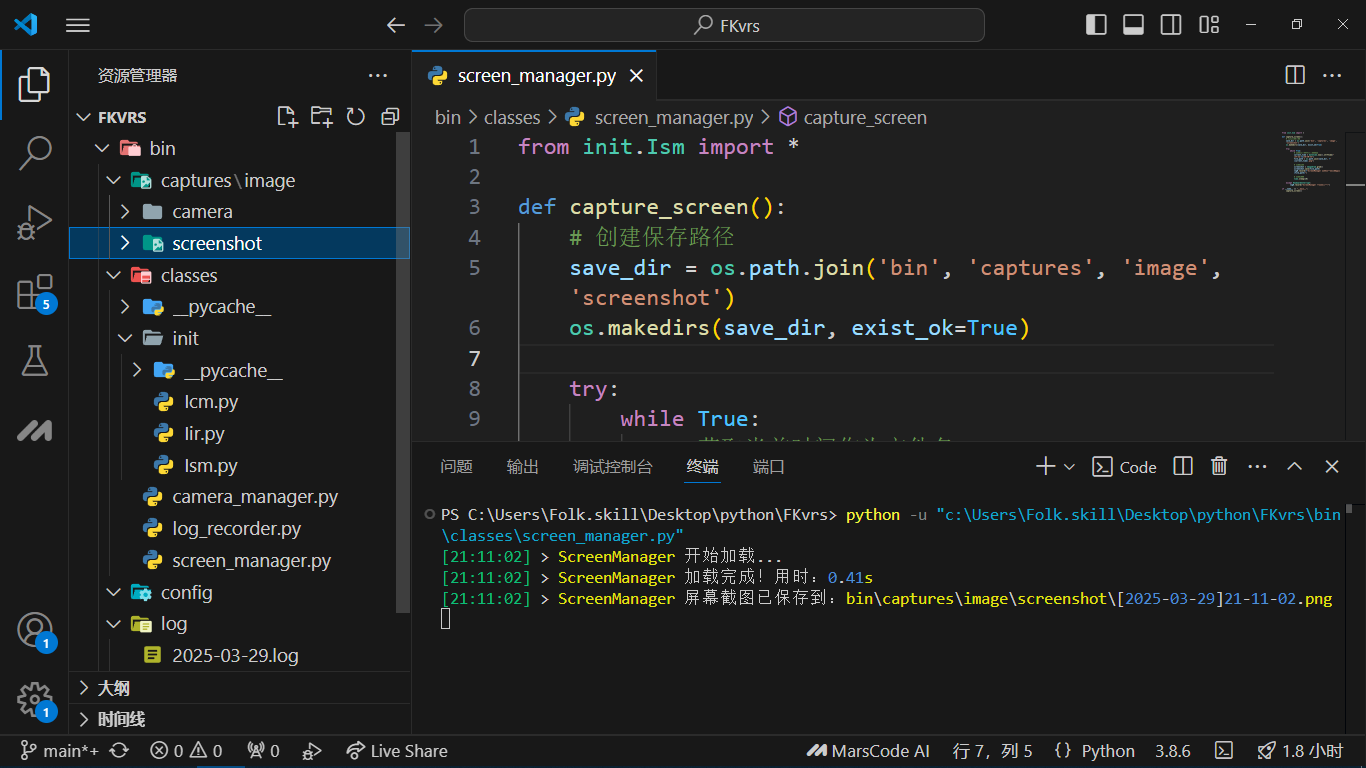 FKvrs
资源管理器
FKVRS
bin
captures\image
camera
screenshot
classes
__pycache__
init
__pycache__
Icm.py
Iir.py
Ism.py
camera_manager.py
log_recorder.py
screen_manager.py
config
log
2025-03-29.log
大纲
时间线
5
1
1
screen_manager.py
bin > classes > screen_manager.py > capture_screen
1 from init.Ism import *
2
3 def capture_screen():
4 # 创建保存路径
5 save_dir = os.path.join('bin', 'captures', 'image',
'screenshot')
6 os.makedirs(save_dir, exist_ok=True)
7
8 try:
9 while True:
问题 输出 调试控制台 终端 端口
Code
PS C:\Users\Folk.skill\Desktop\python\FKvrs> python -u "c:\Users\Folk.skill\Desktop\python\FKvrs\bin
\classes\screen_manager.py"
[21:11:02] > ScreenManager 开始加载...
[21:11:02] > ScreenManager 加载完成! 用时: 0.41s
[21:11:02] > ScreenManager 屏幕截图已保存到: bin\captures\image\screenshot\[2025-03-29]21-11-02.png
main*+ 0 0 0 Live Share MarsCode AI 行 7, 列 5 {} Python 3.8.6 1.8 小时